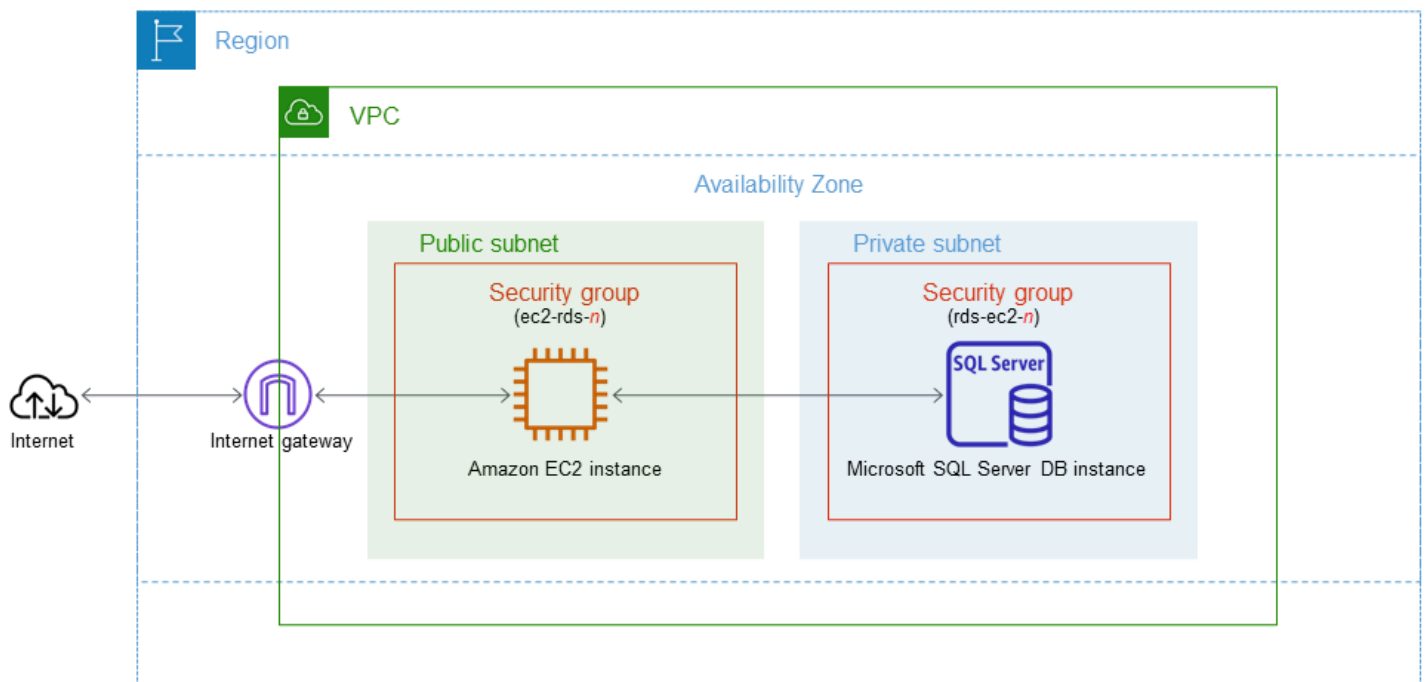 Region
VPC
Availability Zone
Public subnet
Private subnet
Security group
(ec2-rds-n)
Security group
(rds-ec2-n)
SQL Server
Internet
Internet gateway
Amazon EC2 instance
Microsoft SQL Server DB instance